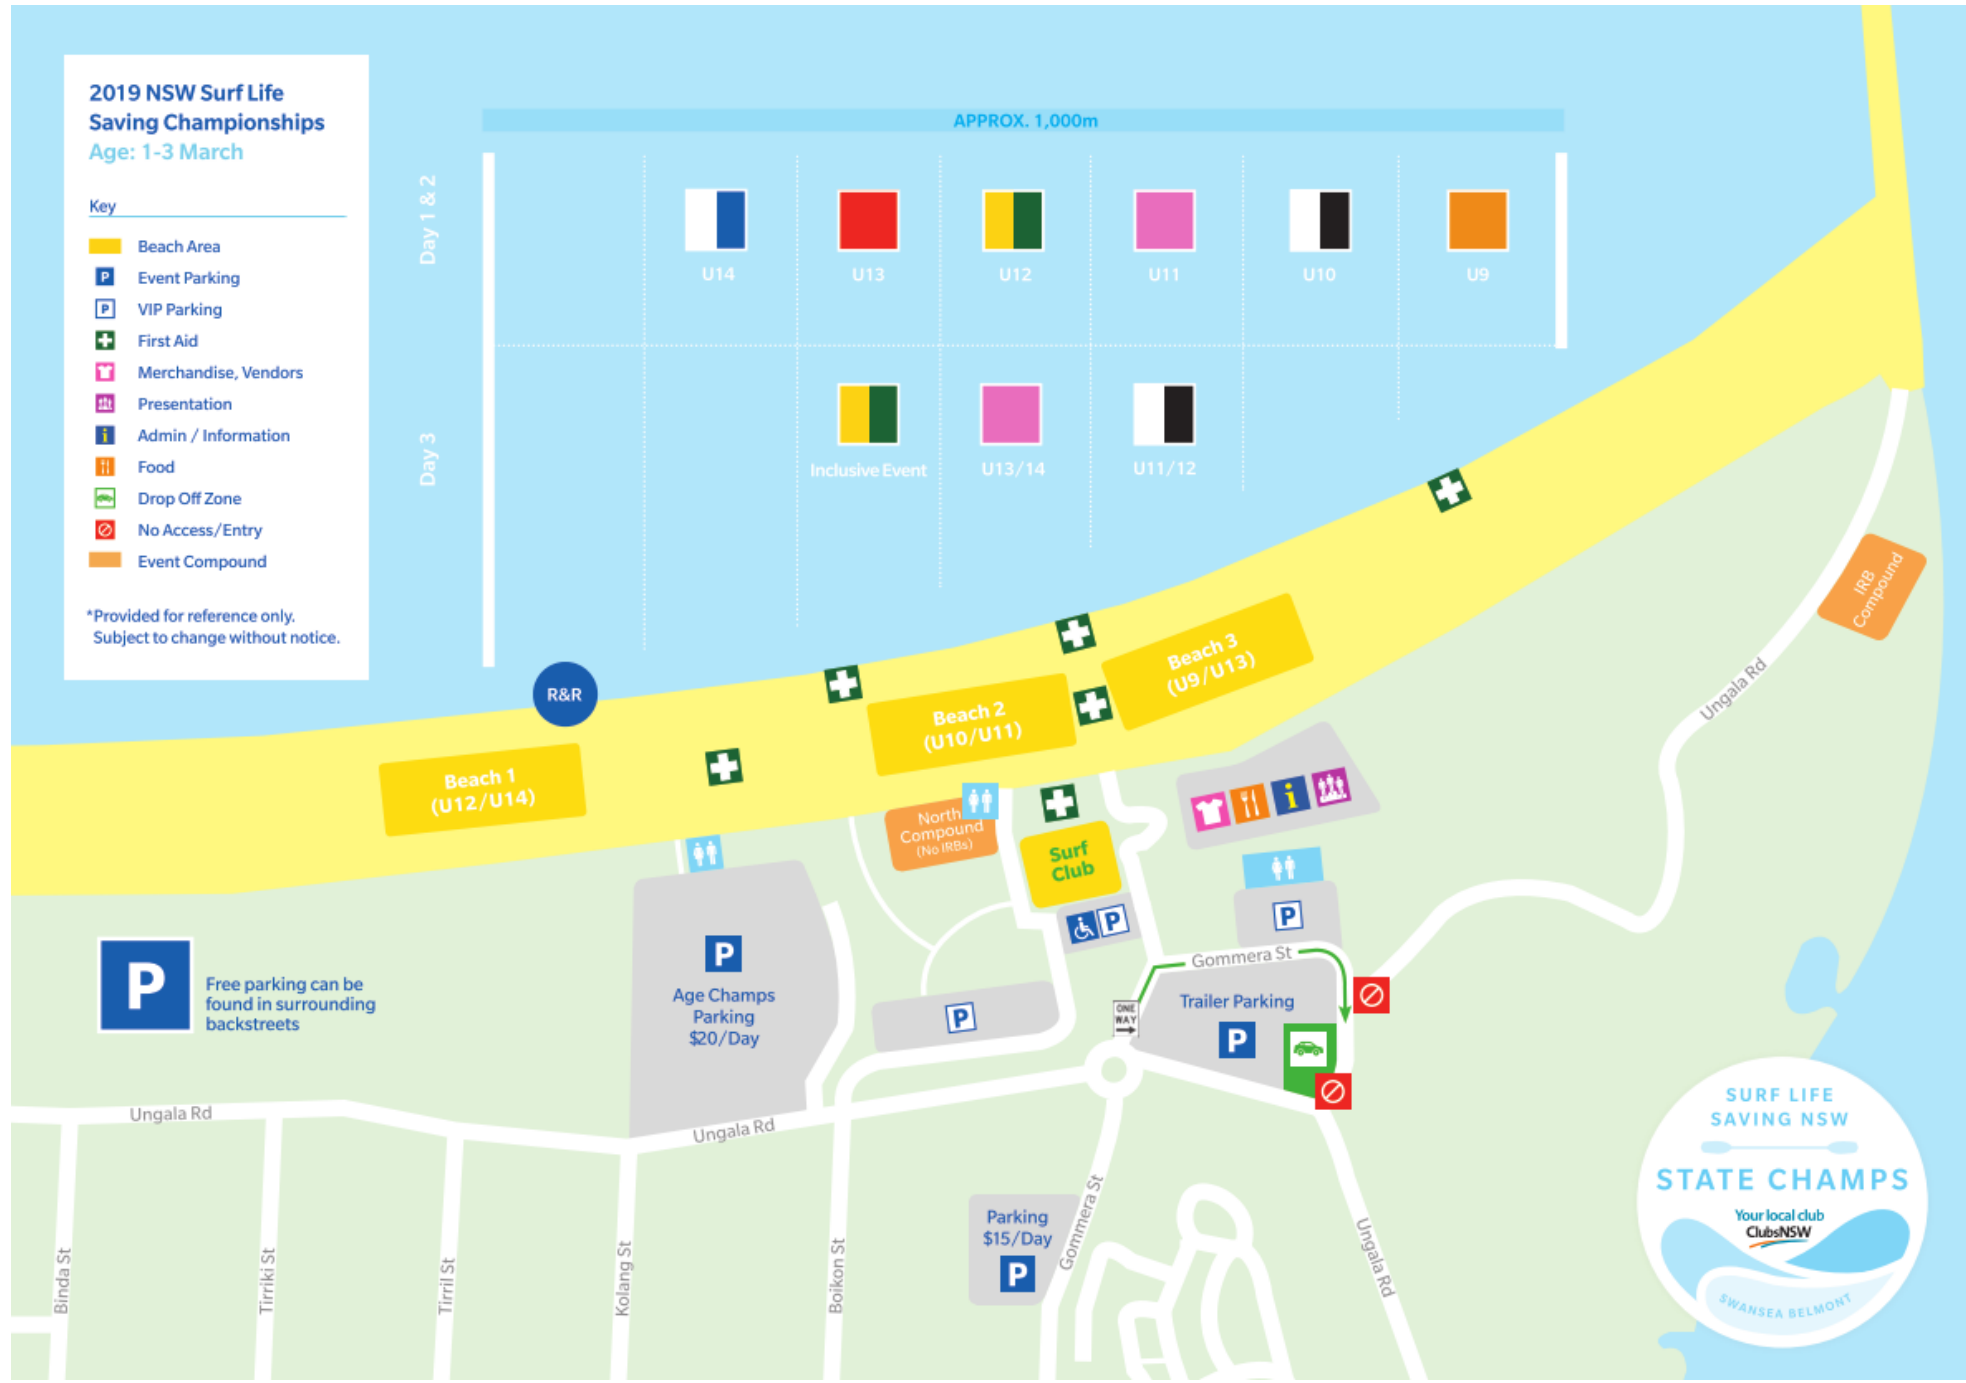 2019 NSW Surf Life
Saving Championships
Age: 1-3 March
Key
Beach Area
P
Event Parking
P
VIP Parking
First Aid
Merchandise, Vendors
Presentation
i
Admin / Information
Food
Drop Off Zone
No Access/Entry
Event Compound
*Provided for reference only.
Subject to change without notice.
APPROX. 1,000m
Day 1 & 2
U14
U13
U12
U11
U10
U9
Day 3
Inclusive Event
U13/14
U11/12
R&R
Beach 1
(U12/U14)
Beach 2
(U10/U11)
Beach 3
(U9/U13)
IRB
Compound
Ungala Rd
North
Compound
(No IRBs)
Surf
Club
i
P
P
Gommera St
P
Free parking can be
found in surrounding
backstreets
P
Age Champs
Parking
$20/Day
P
ONE
WAY
Trailer Parking
P
Ungala Rd
Ungala Rd
Binda St
Tirriki St
Tirril St
Kolang St
Boikon St
Parking
$15/Day
P
Gommera St
Ungala Rd
SURF LIFE
SAVING NSW
STATE CHAMPS
Your local club
ClubsNSW
SWANSEA BELMONT